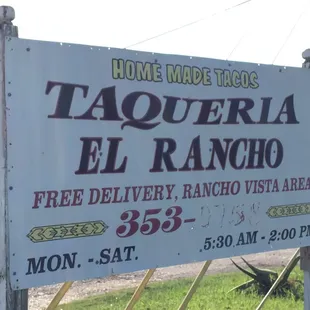 HOME MADE TACOS
TAQUERIA
EL RANCHO
FREE DELIVERY, RANCHO VISTA AREA
353-
MON. - SAT. 5:30 AM - 2:00 P